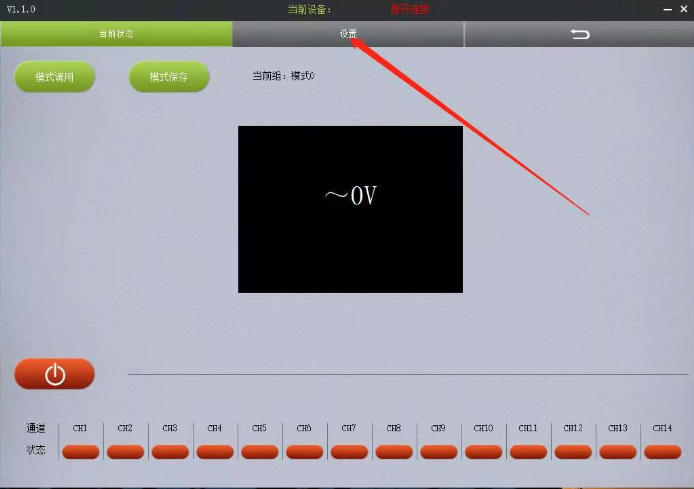 V1.1.0 当前设备: 断开连接
当前状态 设置
模式调用 模式保存 当前组: 模式0
～0V
通道 CH1 CH2 CH3 CH4 CH5 CH6 CH7 CH8 CH9 CH10 CH11 CH12 CH13 CH14
状态